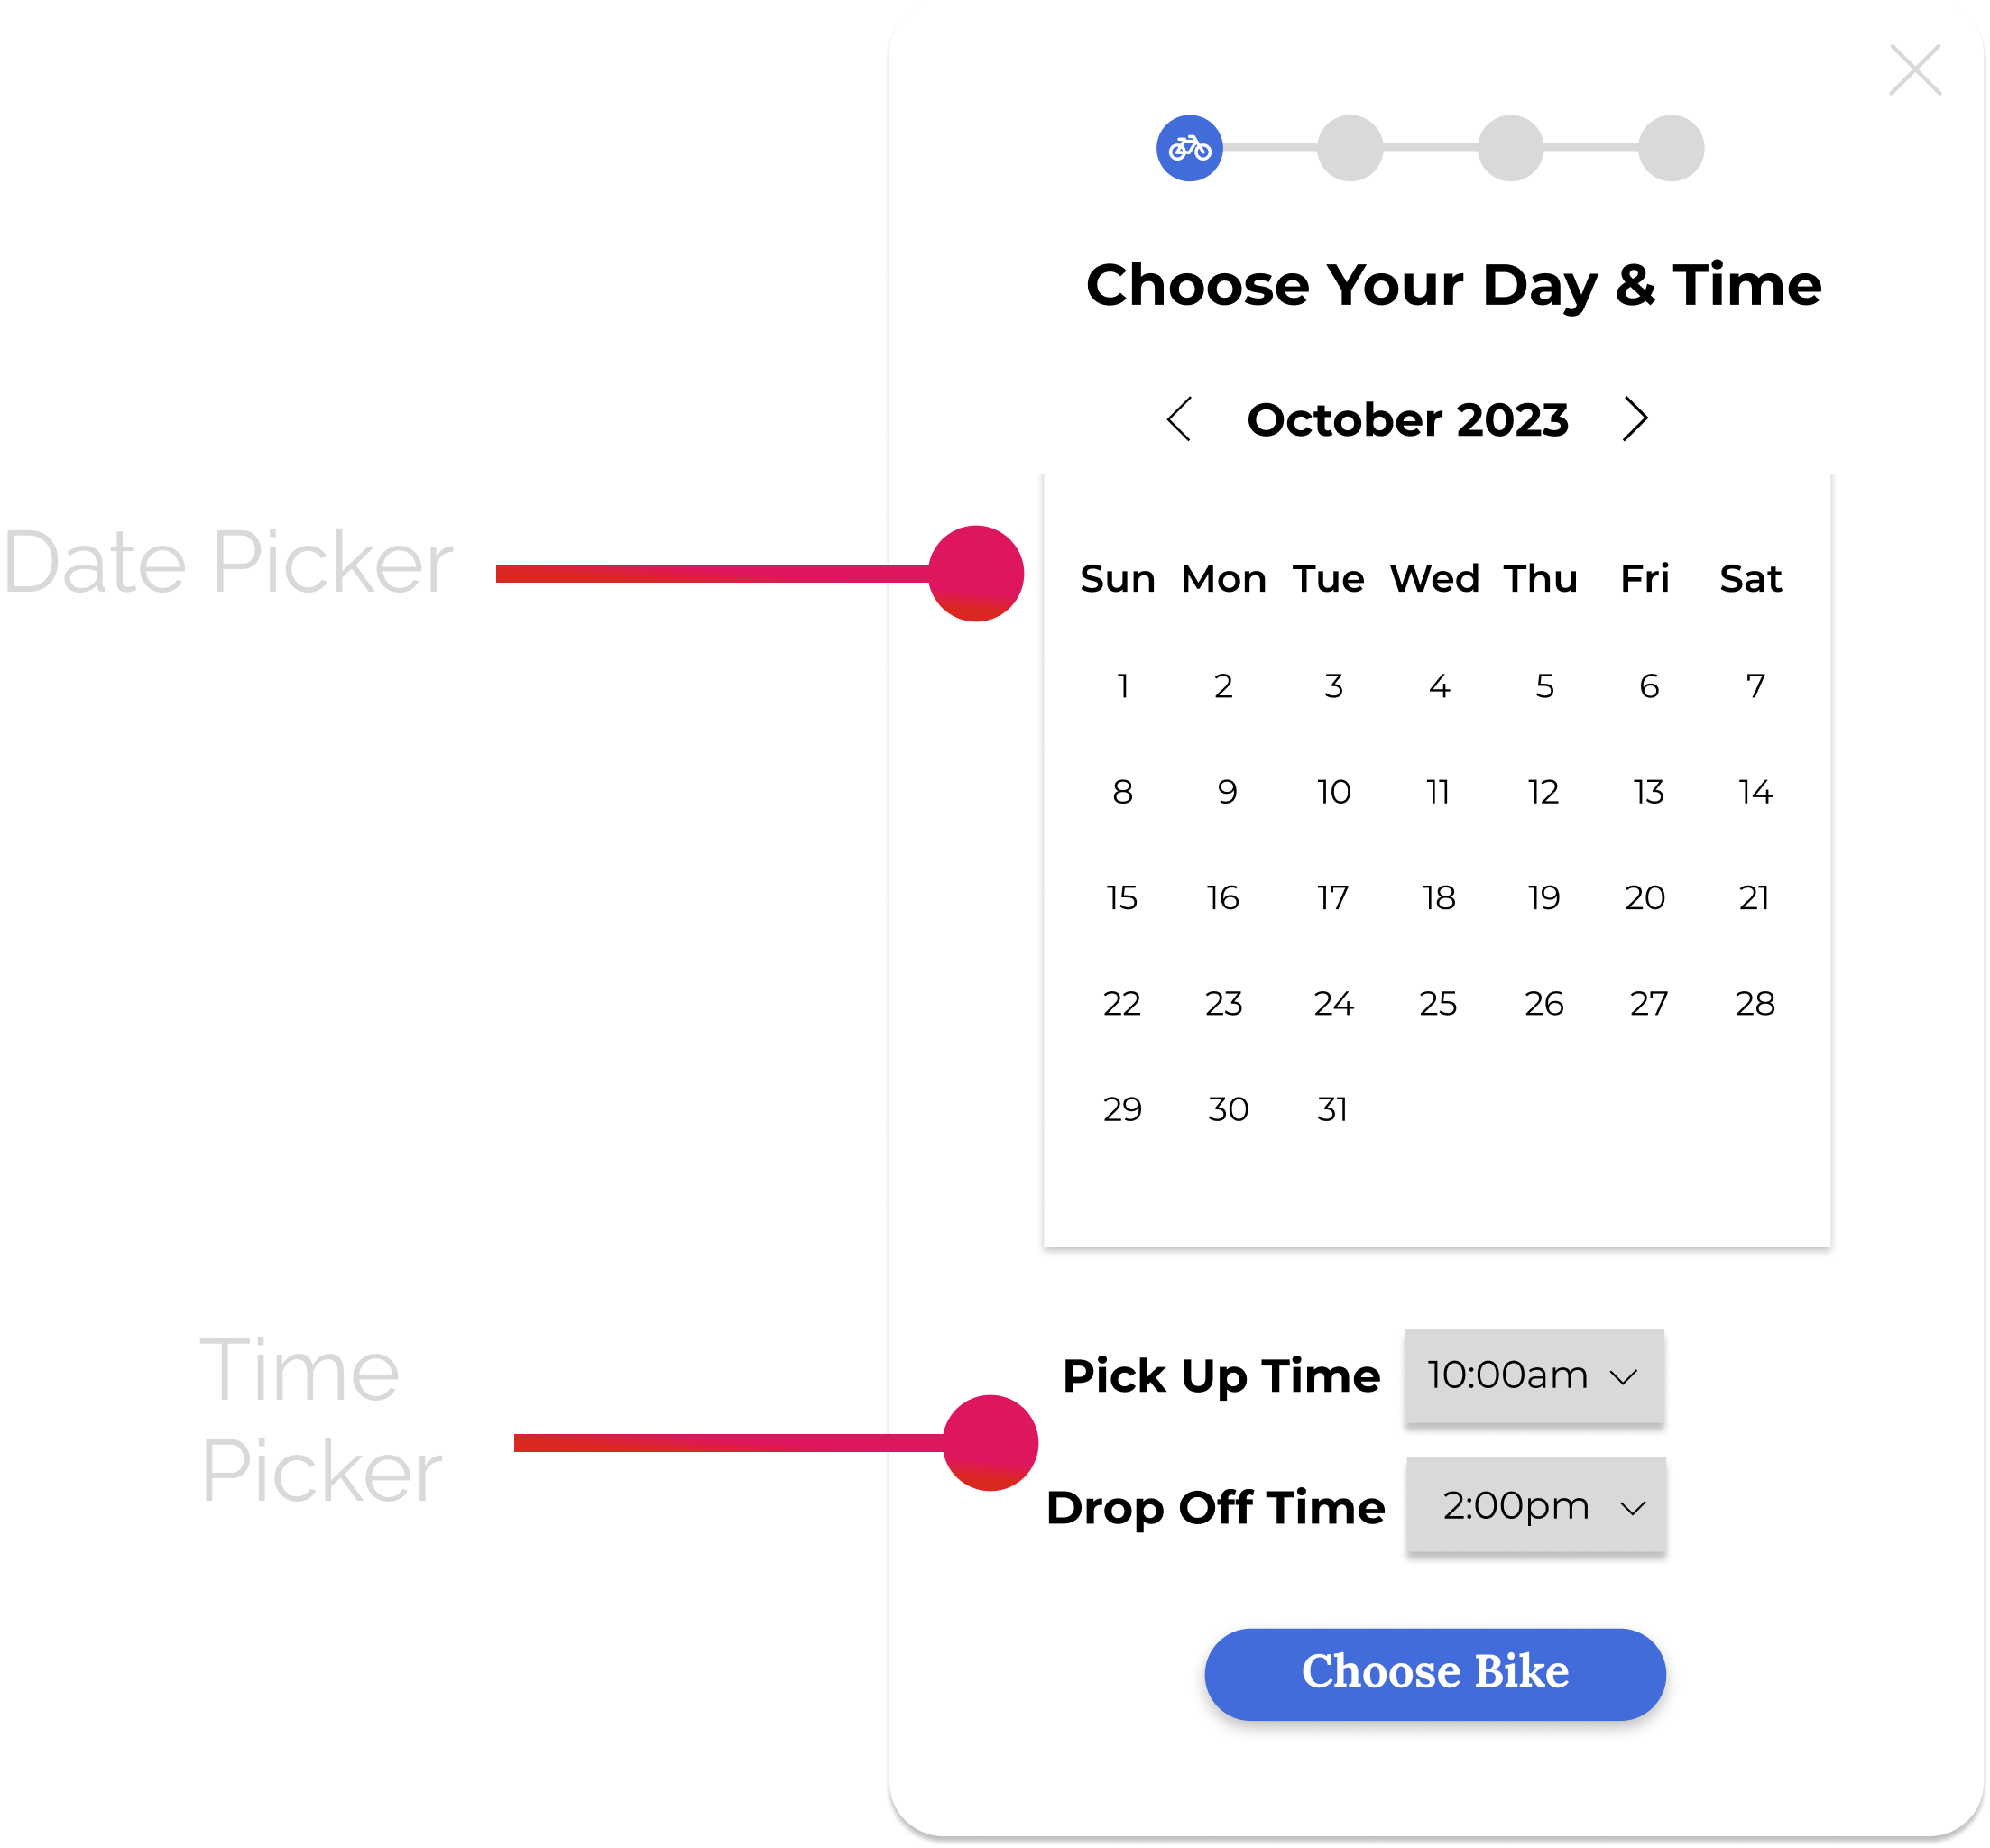 Choose Your Day & Time
October 2023
Date Picker
Sun Mon Tue Wed Thu Fri Sat
1 2 3 4 5 6 7
8 9 10 11 12 13 14
15 16 17 18 19 20 21
22 23 24 25 26 27 28
29 30 31
Time
Picker
Pick Up Time 10:00am
Drop Off Time 2:00pm
Choose Bike